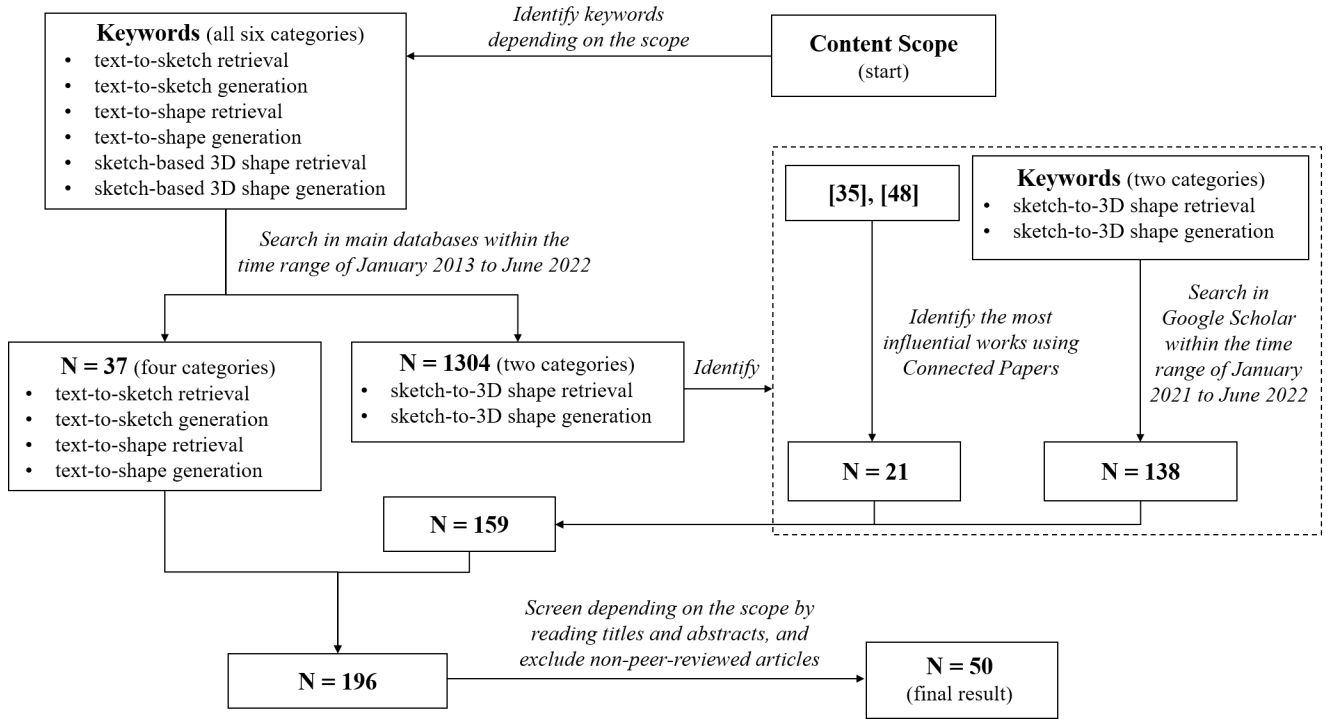 Keywords (all six categories)
• text-to-sketch retrieval
• text-to-sketch generation
• text-to-shape retrieval
• text-to-shape generation
• sketch-based 3D shape retrieval
• sketch-based 3D shape generation
Identify keywords
depending on the scope
Content Scope
(start)
Search in main databases within the
time range of January 2013 to June 2022
N = 37 (four categories)
• text-to-sketch retrieval
• text-to-sketch generation
• text-to-shape retrieval
• text-to-shape generation
N = 1304 (two categories)
• sketch-to-3D shape retrieval
• sketch-to-3D shape generation
Identify
[35], [48]
Keywords (two categories)
• sketch-to-3D shape retrieval
• sketch-to-3D shape generation
Identify the most
influential works using
Connected Papers
Search in
Google Scholar
within the time
range of January
2021 to June 2022
N = 21
N = 138
N = 159
N = 196
Screen depending on the scope by
reading titles and abstracts, and
exclude non-peer-reviewed articles
N = 50
(final result)